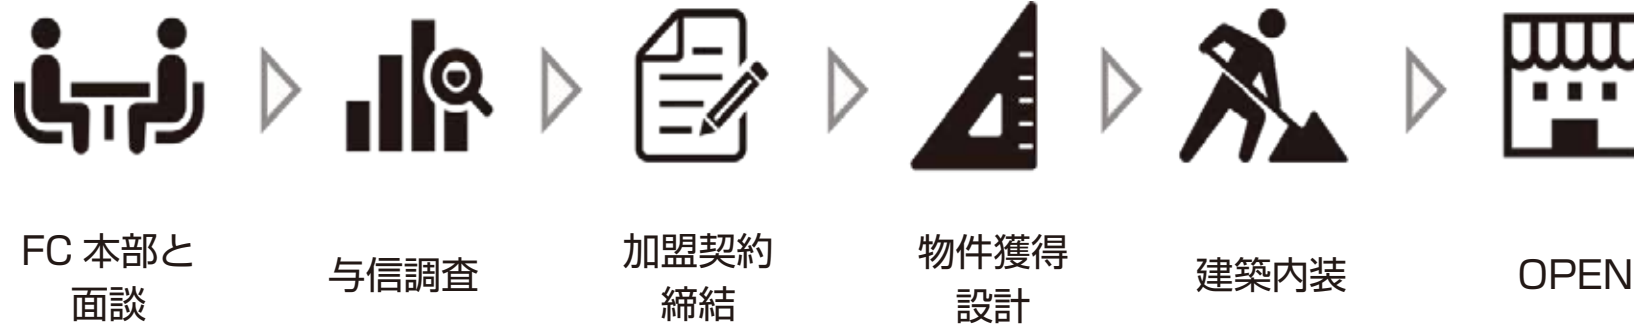 FC 本部と
面談
与信調査
加盟契約
締結
物件獲得
設計
建築内装
OPEN